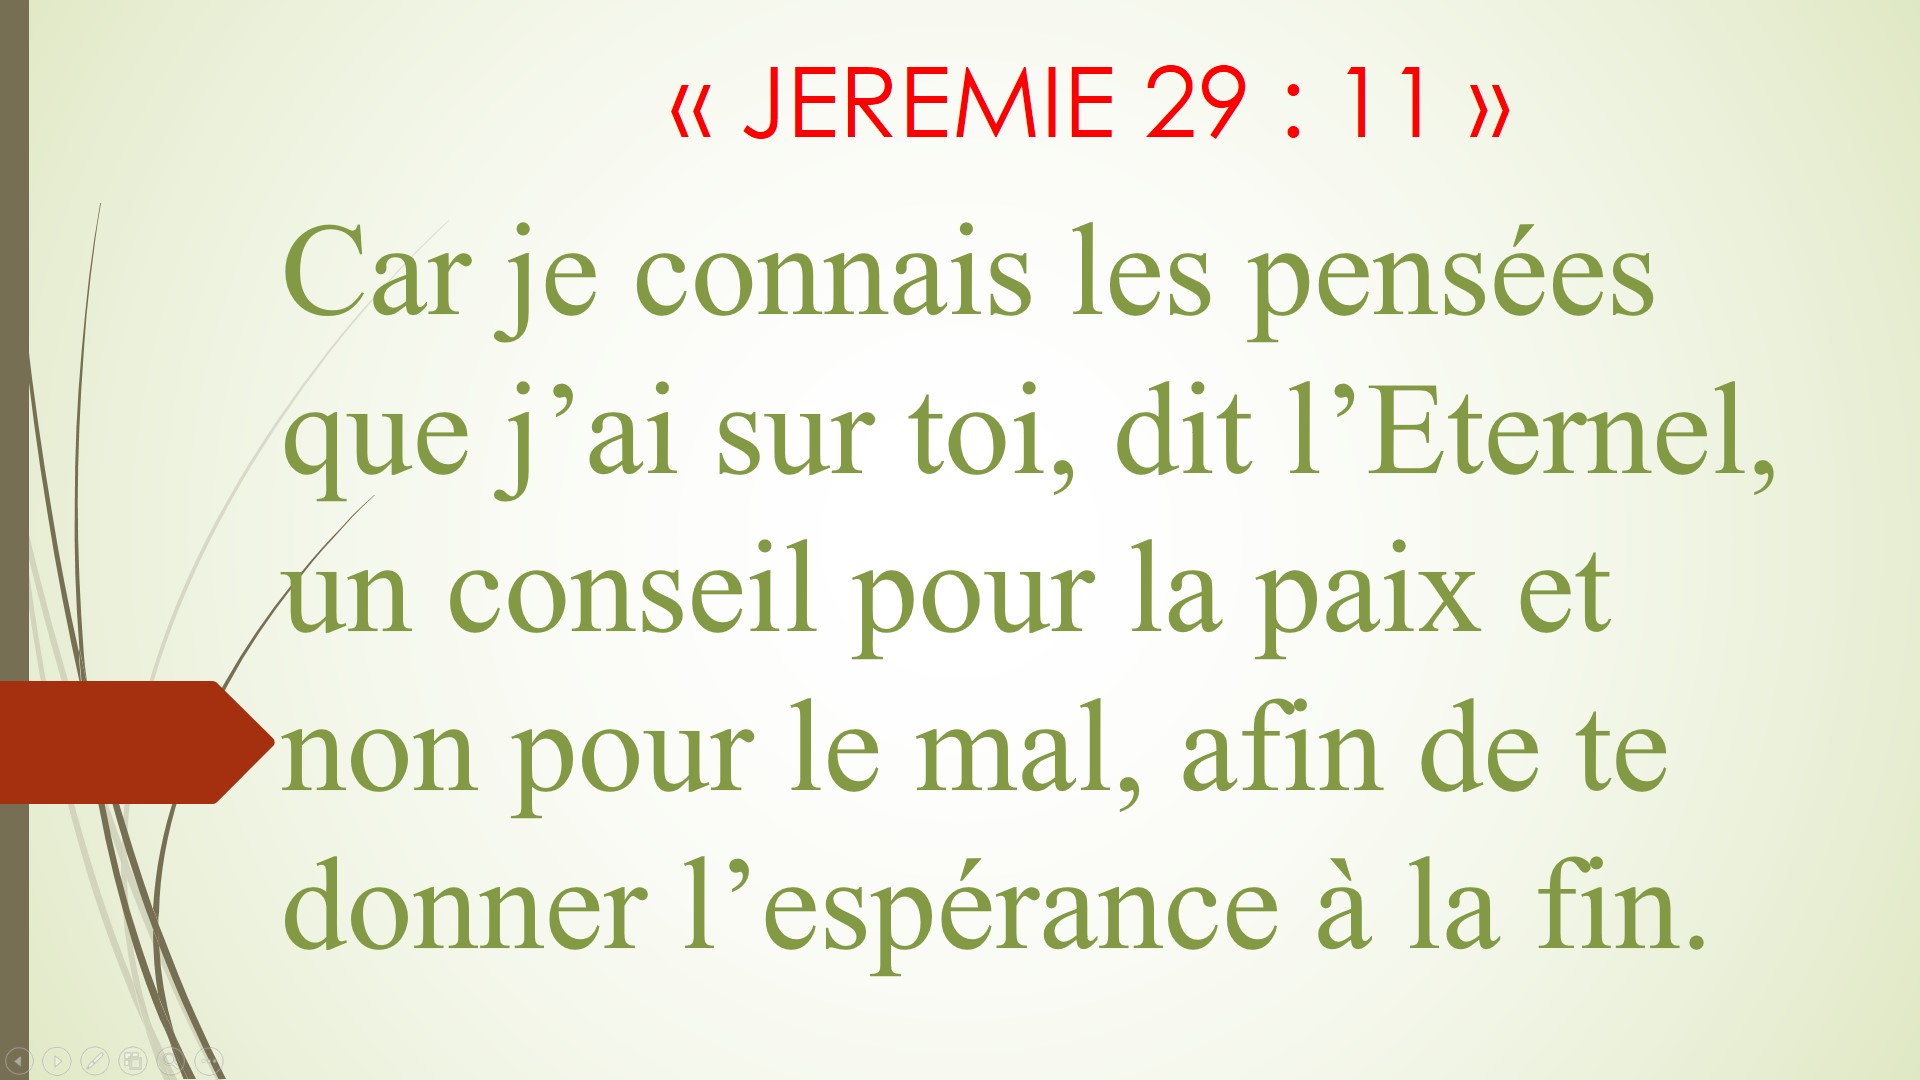 « JEREMIE 29 : 11 »
Car je connais les pensées
que j’ai sur toi, dit l’Eternel,
un conseil pour la paix et
non pour le mal, afin de te
donner l’espérance à la fin.